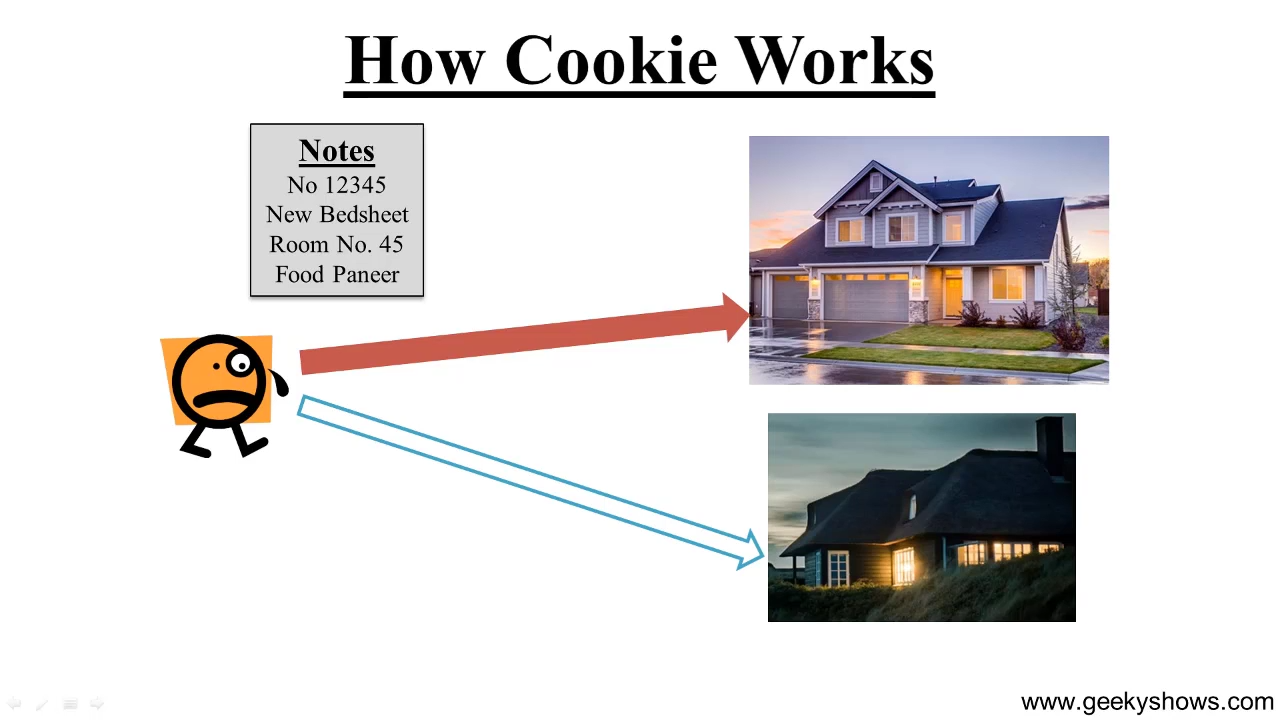 How Cookie Works
Notes
No 12345
New Bedsheet
Room No. 45
Food Paneer
www.geekyshows.com